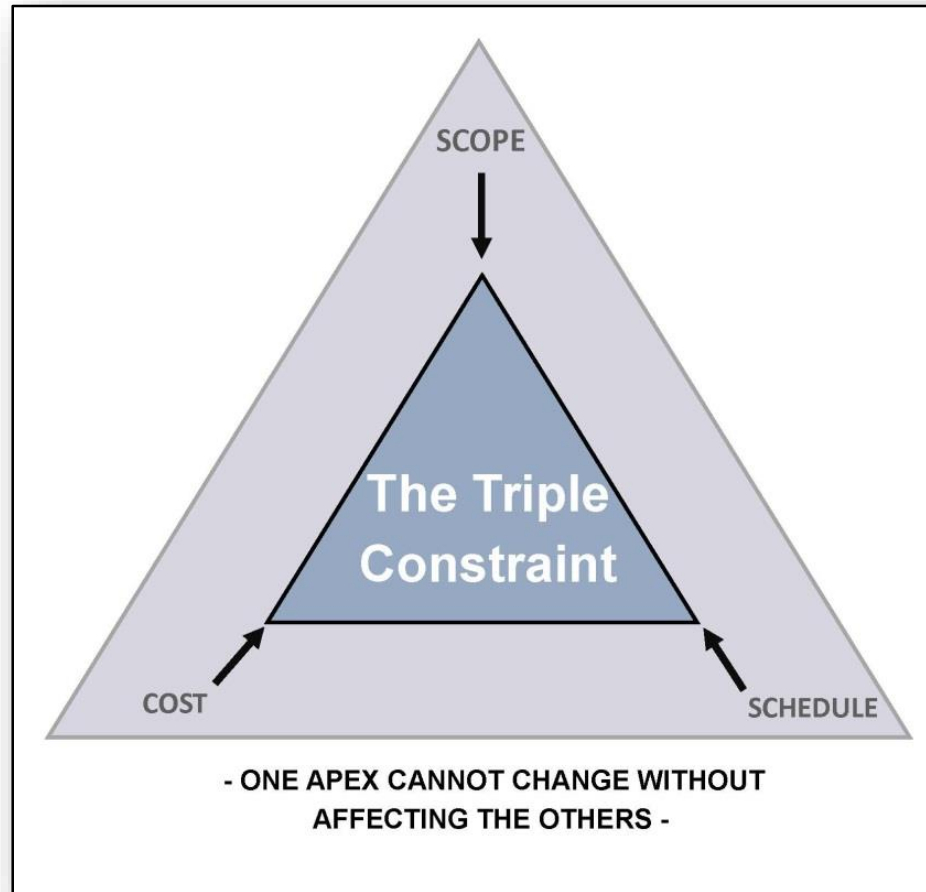 SCOPE
The Triple
Constraint
COST
SCHEDULE
- ONE APEX CANNOT CHANGE WITHOUT
AFFECTING THE OTHERS -